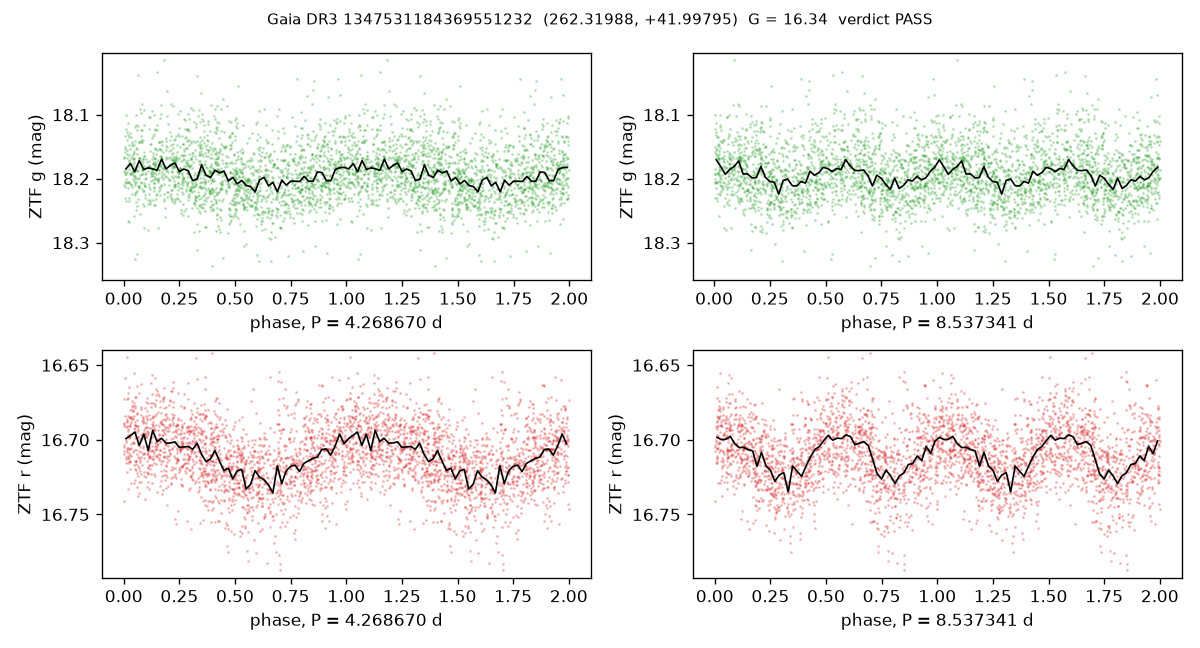 Gaia DR3 1347531184369551232 (262.31988, +41.99795) G = 16.34 verdict PASS
ZTF g (mag)
18.1
18.2
18.3
0.00 0.25 0.50 0.75 1.00 1.25 1.50 1.75 2.00
phase, P = 4.268670 d
ZTF g (mag)
18.1
18.2
18.3
0.00 0.25 0.50 0.75 1.00 1.25 1.50 1.75 2.00
phase, P = 8.537341 d
ZTF r (mag)
16.65
16.70
16.75
0.00 0.25 0.50 0.75 1.00 1.25 1.50 1.75 2.00
phase, P = 4.268670 d
ZTF r (mag)
16.65
16.70
16.75
0.00 0.25 0.50 0.75 1.00 1.25 1.50 1.75 2.00
phase, P = 8.537341 d